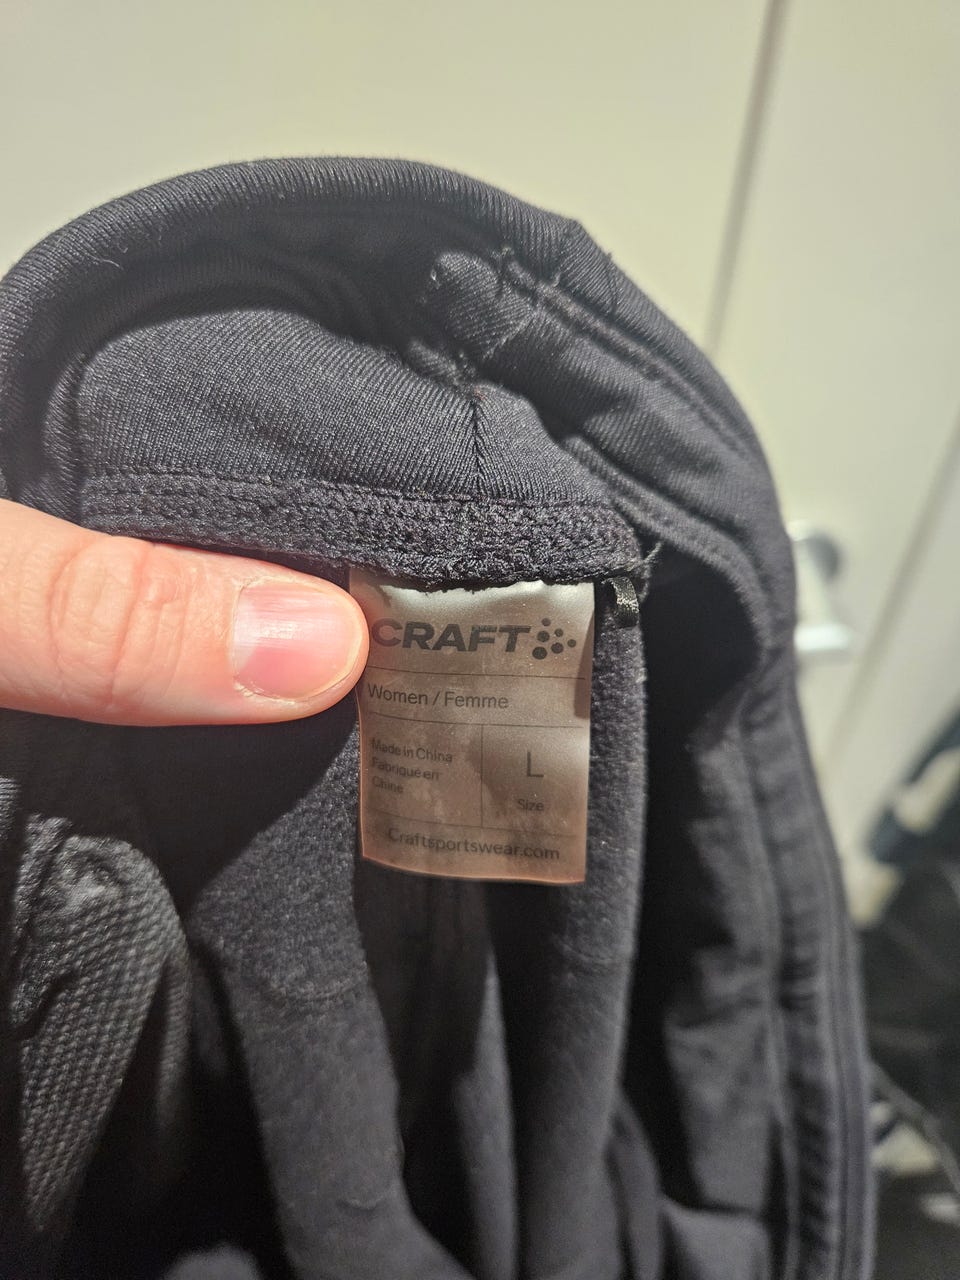 CRAFT
Women / Femme
Made in China
Fabriqué en
Chine
L
Size
Craftsportswear.com